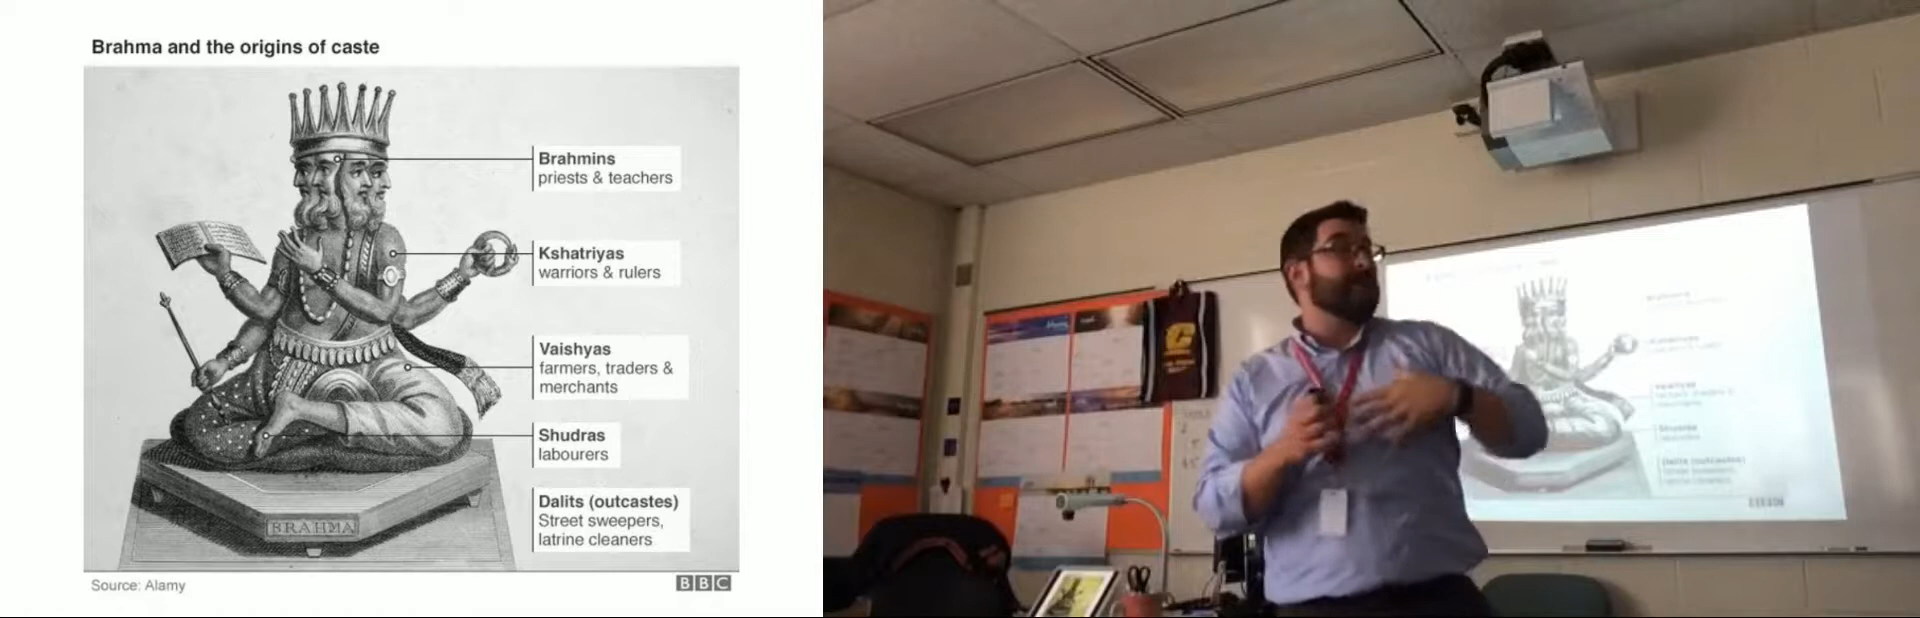 Brahma and the origins of caste
Brahmins
priests & teachers
Kshatriyas
warriors & rulers
Vaishyas
farmers, traders &
merchants
Shudras
labourers
Dalits (outcastes)
Street sweepers,
latrine cleaners
BRAHMA
Source: Alamy
BBC
C